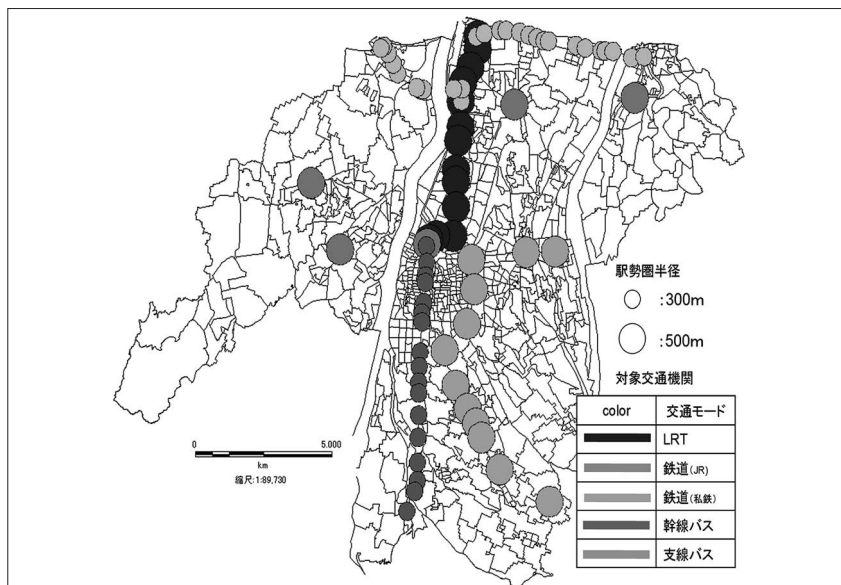 駅勢圏半径
:300m
:500m
対象交通機関
color 交通モード
LRT
鉄道(JR)
鉄道(私鉄)
幹線バス
支線バス
0 5.000
km
縮尺:1:89,730